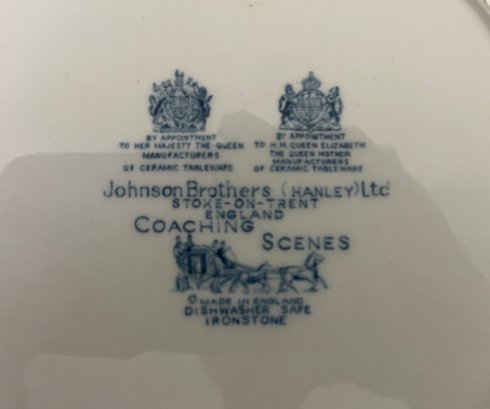 BY APPOINTMENT
TO HER MAJESTY THE QUEEN
MANUFACTURERS
OF CERAMIC TABLEWARE
BY APPOINTMENT
TO H.M. QUEEN ELIZABETH
THE QUEEN MOTHER
MANUFACTURERS
OF CERAMIC TABLEWARE
Johnson Brothers (HANLEY) Ltd
STOKE-ON-TRENT
ENGLAND
COACHING
SCENES
© MADE IN ENGLAND
DISHWASHER SAFE
IRONSTONE